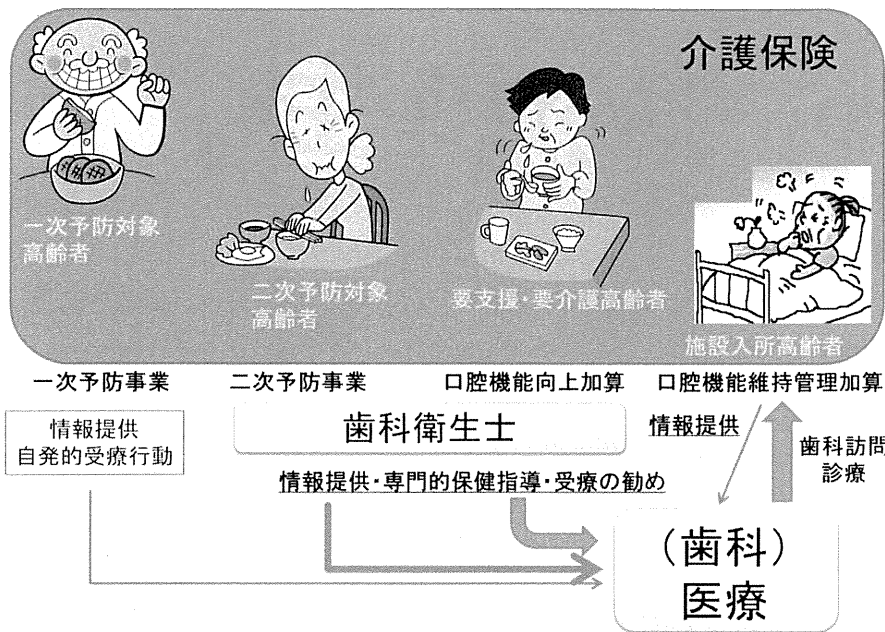 介護保険
一次予防対象
高齢者
二次予防対象
高齢者
要支援・要介護高齢者
施設入所高齢者
一次予防事業
二次予防事業
口腔機能向上加算
口腔機能維持管理加算
情報提供
自発的受療行動
歯科衛生士
情報提供
歯科訪問
診療
情報提供・専門的保健指導・受療の勧め
（歯科）
医療